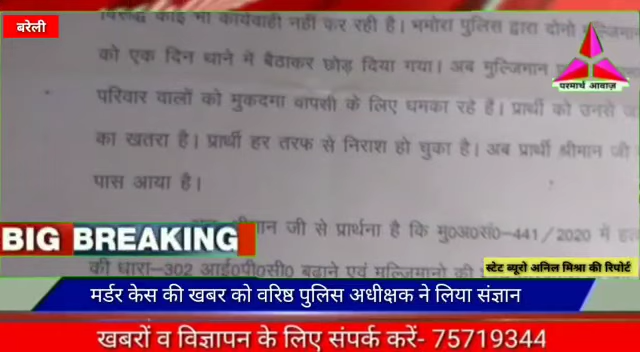 बरेली
विरुद्ध कोई भी कार्यवाही नहीं कर रही है। भमोरा पुलिस द्वारा दोनो मुल्जिमान
को एक दिन थाने में बैठाकर छोड़ दिया गया। अब मुल्जिमान
परिवार वालों को मुकदमा वापसी के लिए धमका रहे हैं। प्रार्थी को उनसे
का खतरा है। प्रार्थी हर तरफ से निराश हो चुका है। अब प्रार्थी श्रीमान जी
पास आया है।
परमार्थ आवाज़
जी से प्रार्थना है कि मु0अ0सं0-441/2020 में
की धारा-302 आई0पी0सी0 बढाने एवं मुल्जिमानो की
BIG BREAKING
स्टेट ब्यूरो अनिल मिश्रा की रिपोर्ट
मर्डर केस की खबर को वरिष्ठ पुलिस अधीक्षक ने लिया संज्ञान
खबरों व विज्ञापन के लिए संपर्क करें- 75719344